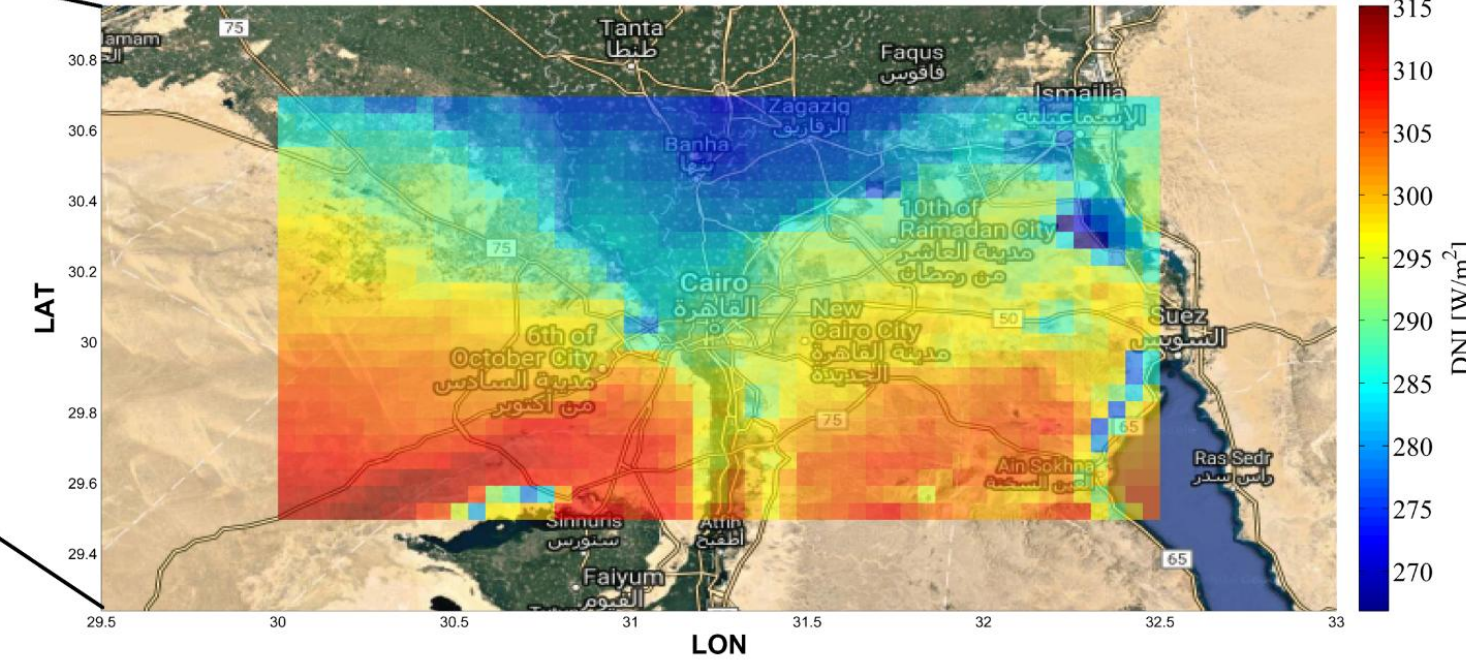 75
Tanta
طنطا
Faqus
فاقوس
Ismailia
الإسماعيلية
Zagazig
الزقازيق
Banha
بنها
10th of
Ramadan City
مدينة العاشر
من رمضان
75
Cairo
القاهرة
New
Cairo City
مدينة القاهرة
الجديدة
50
Suez
السويس
6th of
October City
مدينة السادس
من أكتوبر
75
65
Ain Sokhna
العين السخنة
Ras Sedr
راس سدر
Sinnuris
سنورس
Atfih
أطفيح
65
Faiyum
الفيوم
LAT
30.8
30.6
30.4
30.2
30
29.8
29.6
29.4
29.5
30
30.5
31
31.5
32
32.5
33
LON
315
310
305
300
295
290
285
280
275
270
DNI [W/m²]